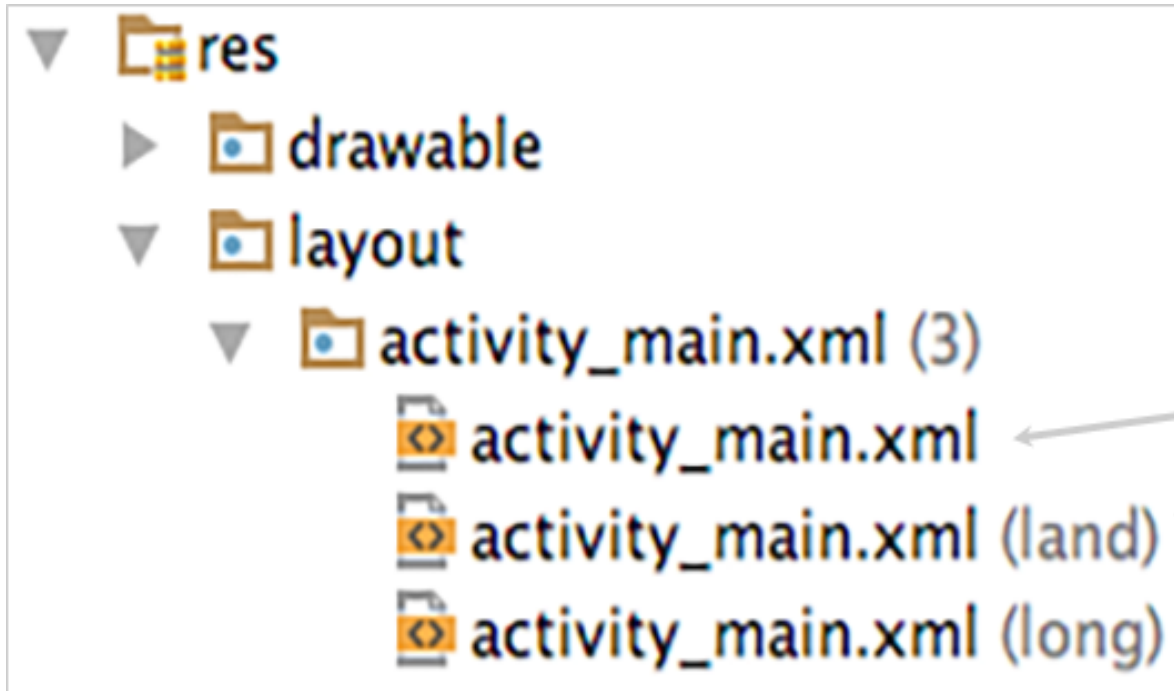 res
drawable
layout
activity_main.xml (3)
activity_main.xml
activity_main.xml (land)
activity_main.xml (long)